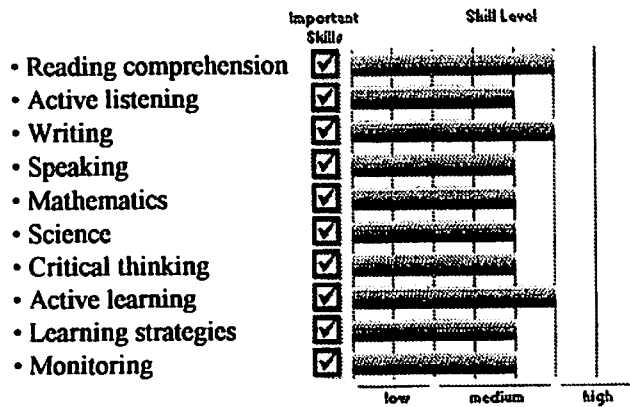 Important Skills
Skill Level
• Reading comprehension
• Active listening
• Writing
• Speaking
• Mathematics
• Science
• Critical thinking
• Active learning
• Learning strategies
• Monitoring
low medium high